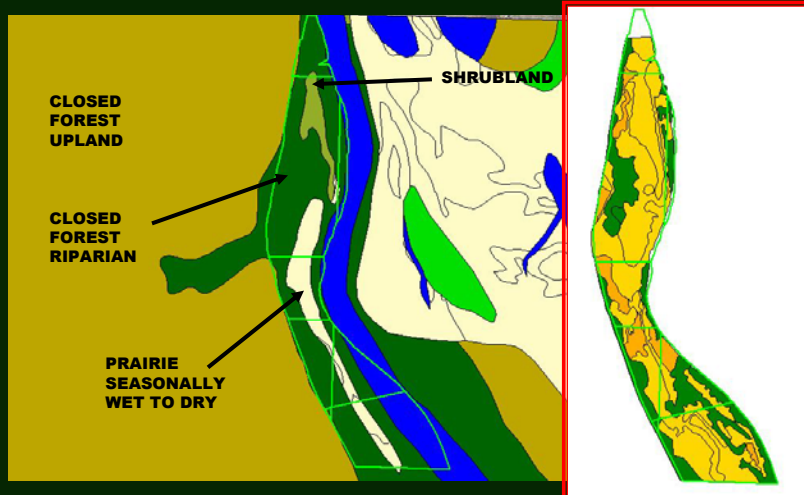 SHRUBLAND
CLOSED
FOREST
UPLAND
CLOSED
FOREST
RIPARIAN
PRAIRIE
SEASONALLY
WET TO DRY